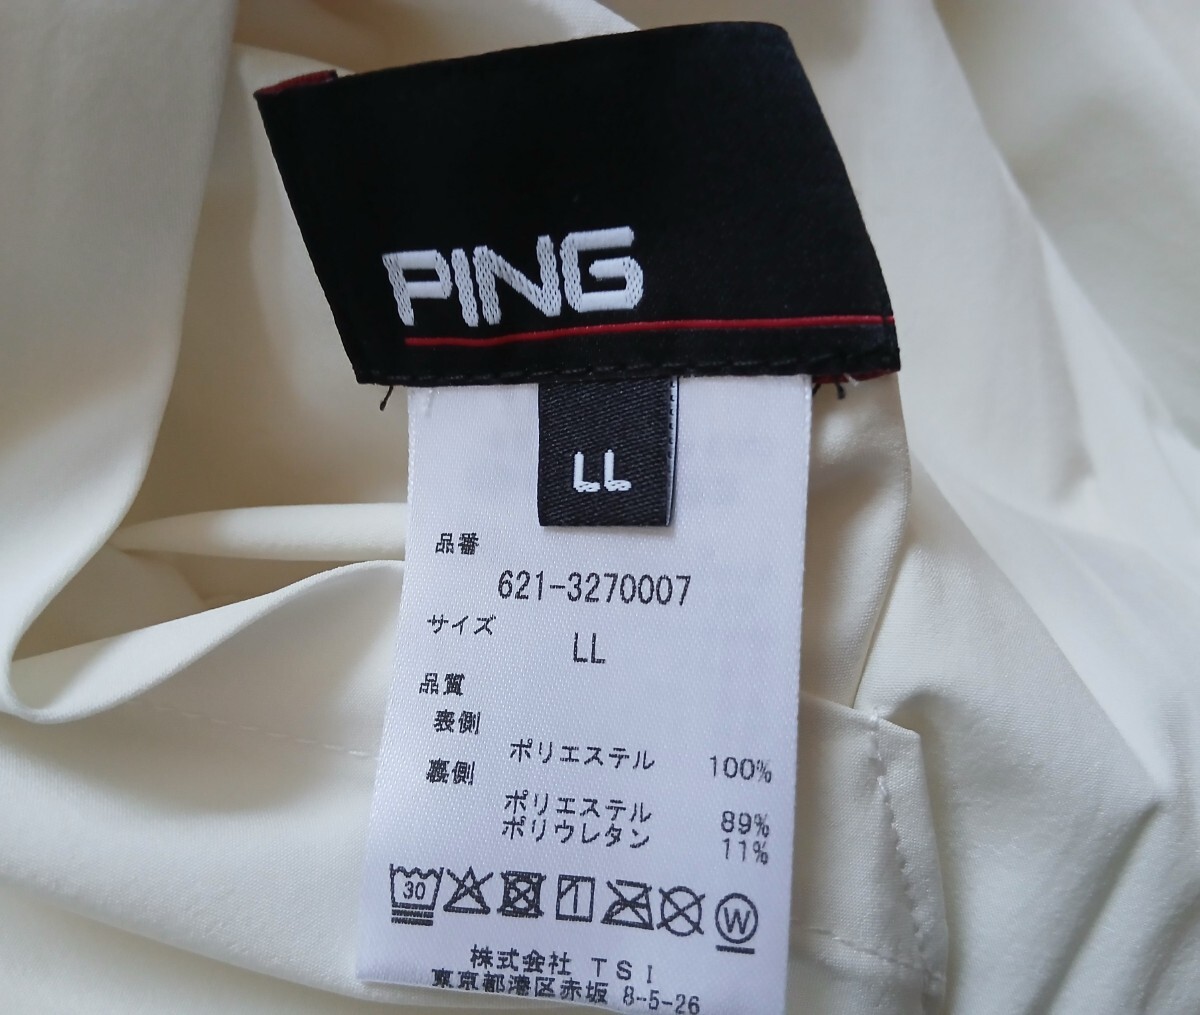 PING
LL
品番
621-3270007
サイズ
LL
品質
表側
ポリエステル 100%
裏側
ポリエステル 89%
ポリウレタン 11%
30
W
株式会社 TSI
東京都港区赤坂 8-5-26